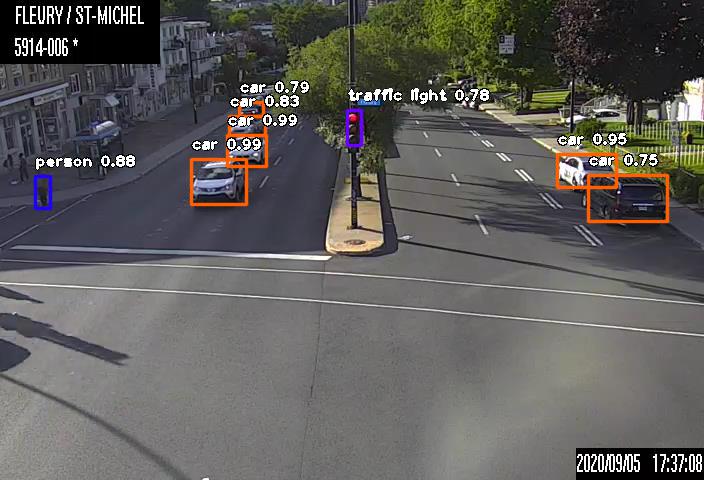 FLEURY / ST-MICHEL
5914-006 *
car 0.79
car 0.83
traffic light 0.78
car 0.99
car 0.99
car 0.95
person 0.88
car 0.75
2020/09/05 17:37:08